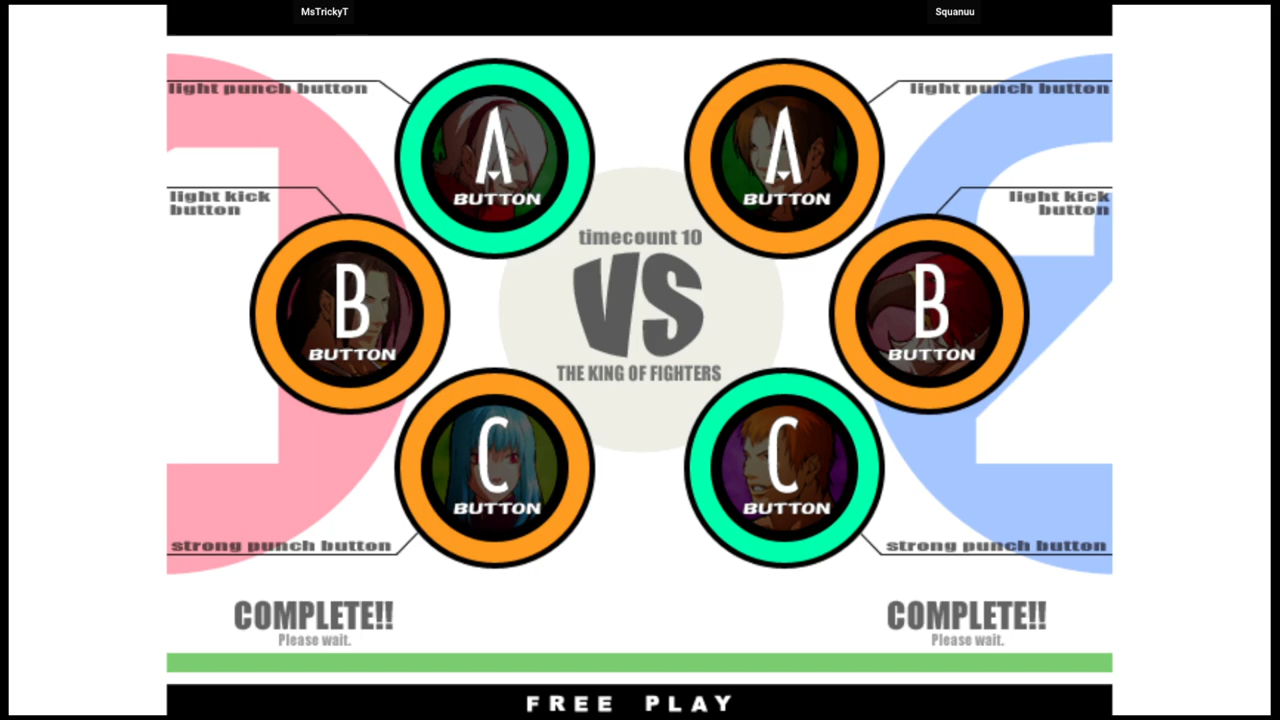 MsTrickyT
Squanuu
light punch button
light punch button
A
BUTTON
A
BUTTON
light kick
button
light kick
button
timecount 10
VS
THE KING OF FIGHTERS
B
BUTTON
B
BUTTON
C
BUTTON
C
BUTTON
strong punch button
strong punch button
COMPLETE!!
Please wait.
COMPLETE!!
Please wait.
FREE PLAY
1
2